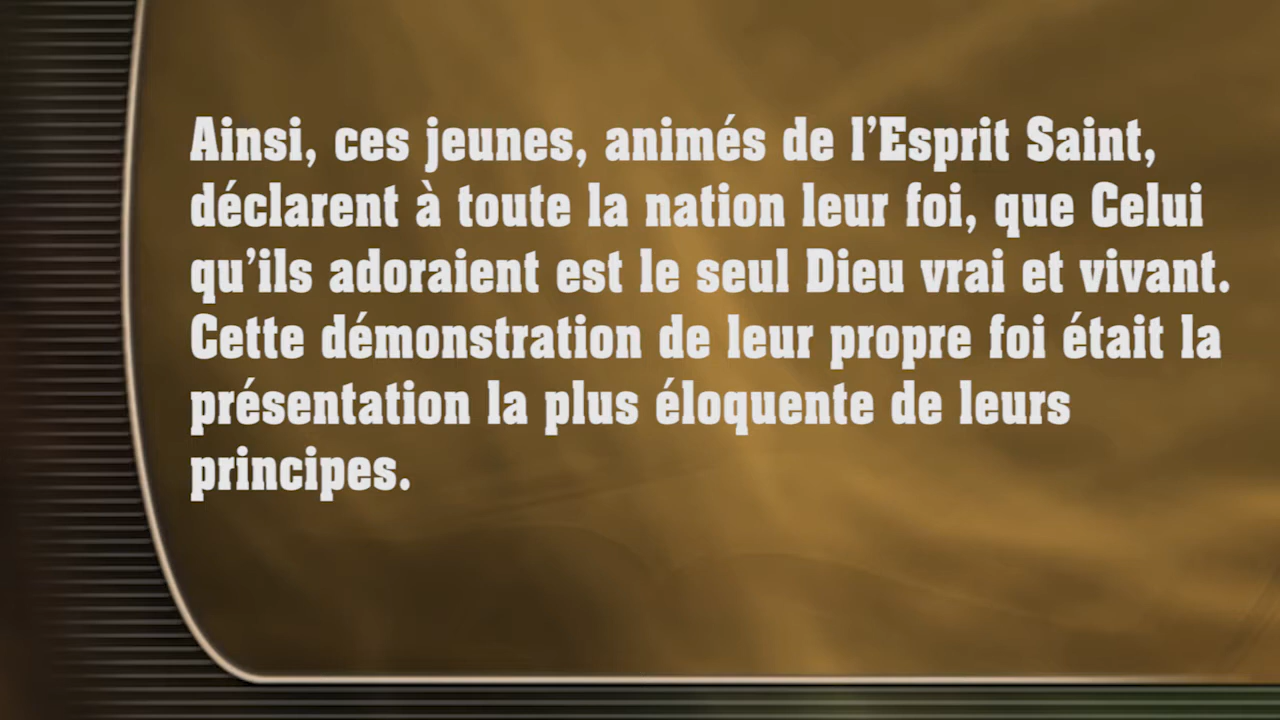 Ainsi, ces jeunes, animés de l’Esprit Saint,
déclarent à toute la nation leur foi, que Celui
qu’ils adoraient est le seul Dieu vrai et vivant.
Cette démonstration de leur propre foi était la
présentation la plus éloquente de leurs
principes.